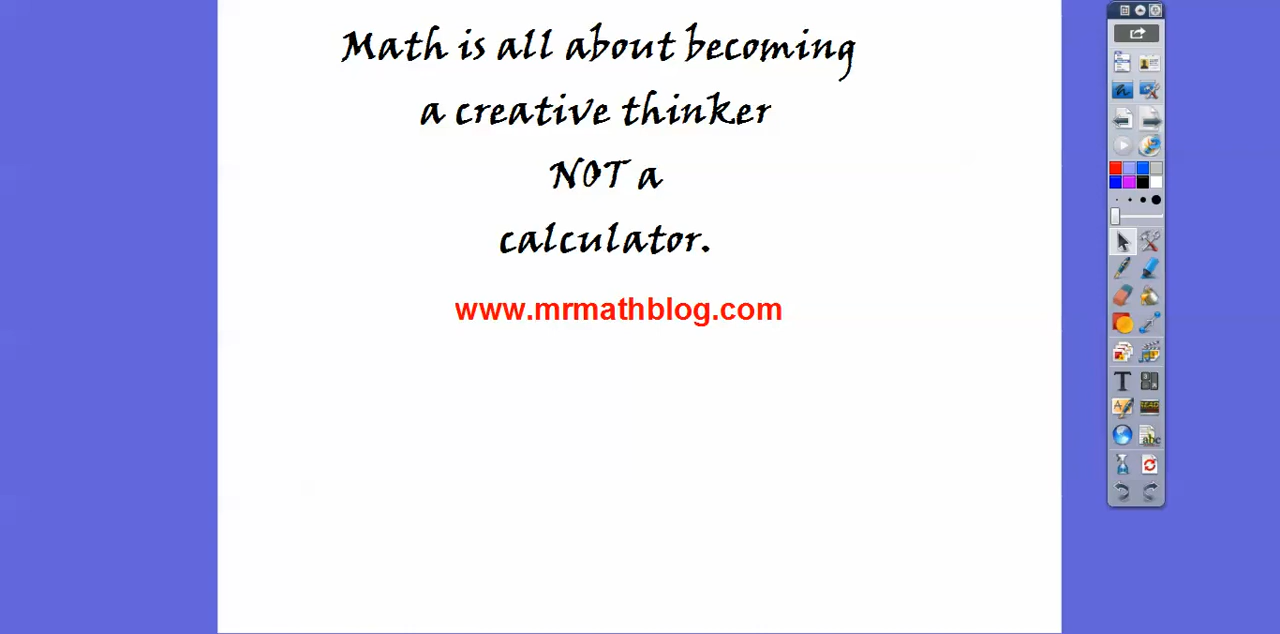 Math is all about becoming
a creative thinker
NOT a
calculator.
www.mrmathblog.com